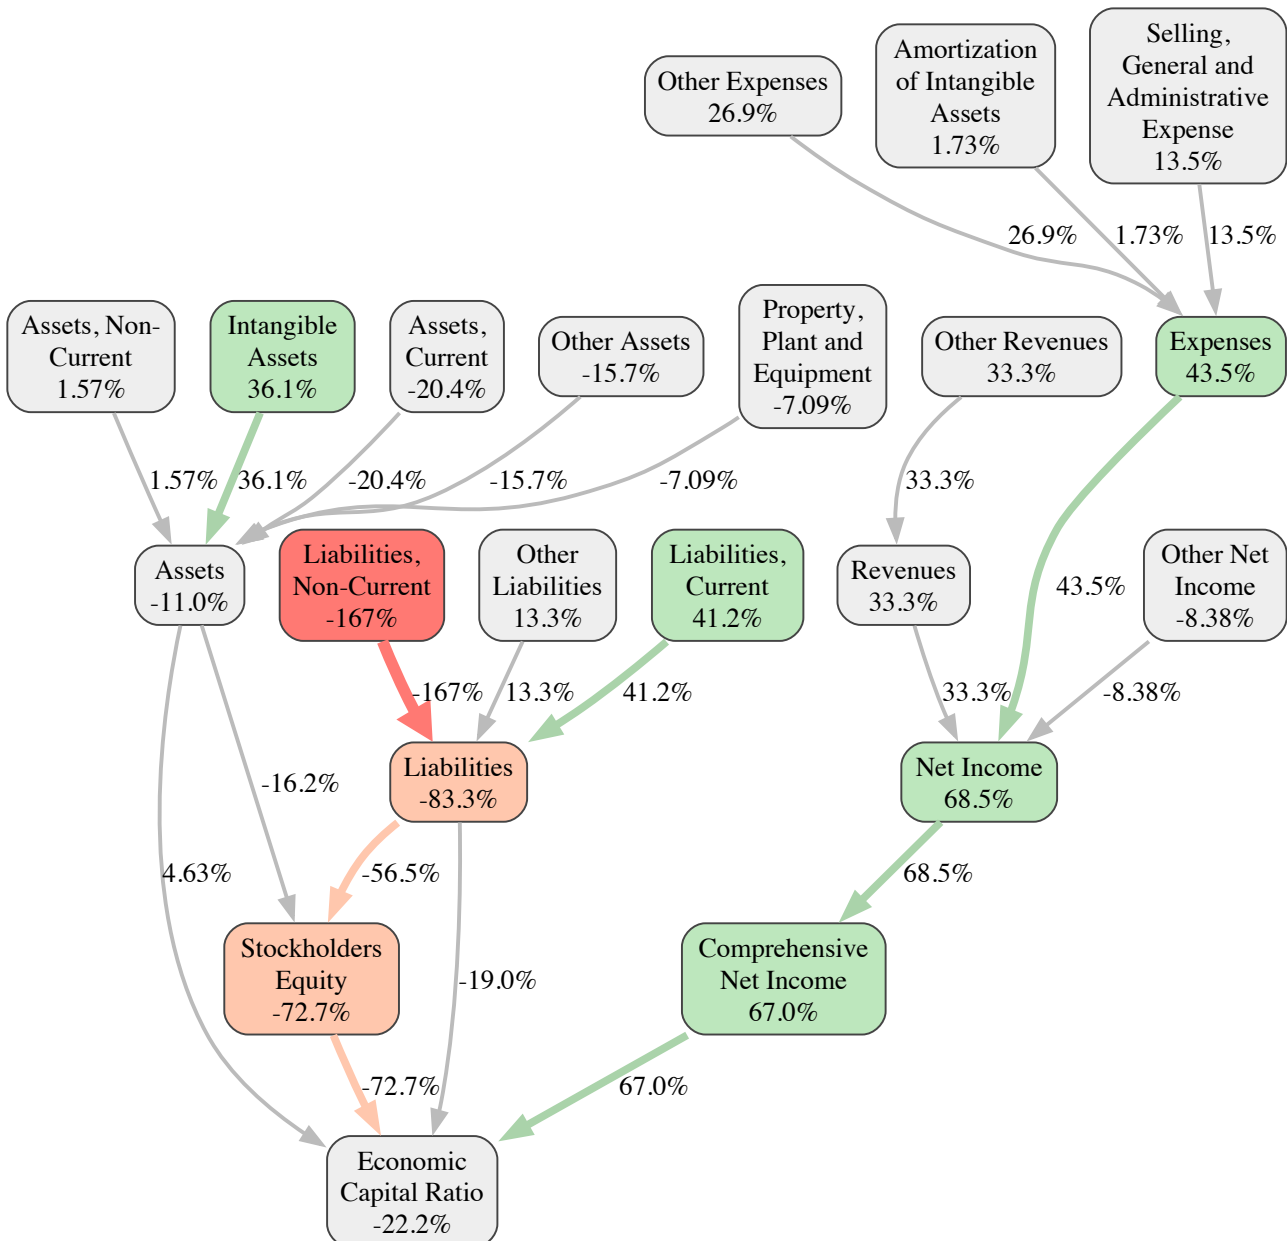 Other Expenses
26.9%
Amortization
of Intangible
Assets
1.73%
Selling,
General and
Administrative
Expense
13.5%
26.9%
1.73%
13.5%
Assets, Non-
Current
1.57%
Intangible
Assets
36.1%
Assets,
Current
-20.4%
Other Assets
-15.7%
Property,
Plant and
Equipment
-7.09%
Other Revenues
33.3%
Expenses
43.5%
1.57%
36.1%
-20.4%
-15.7%
-7.09%
33.3%
Assets
-11.0%
Liabilities,
Non-Current
-167%
Other
Liabilities
13.3%
Liabilities,
Current
41.2%
Revenues
33.3%
43.5%
Other Net
Income
-8.38%
-167%
13.3%
41.2%
33.3%
-8.38%
-16.2%
Liabilities
-83.3%
Net Income
68.5%
4.63%
-56.5%
68.5%
Stockholders
Equity
-72.7%
-19.0%
Comprehensive
Net Income
67.0%
-72.7%
67.0%
Economic
Capital Ratio
-22.2%